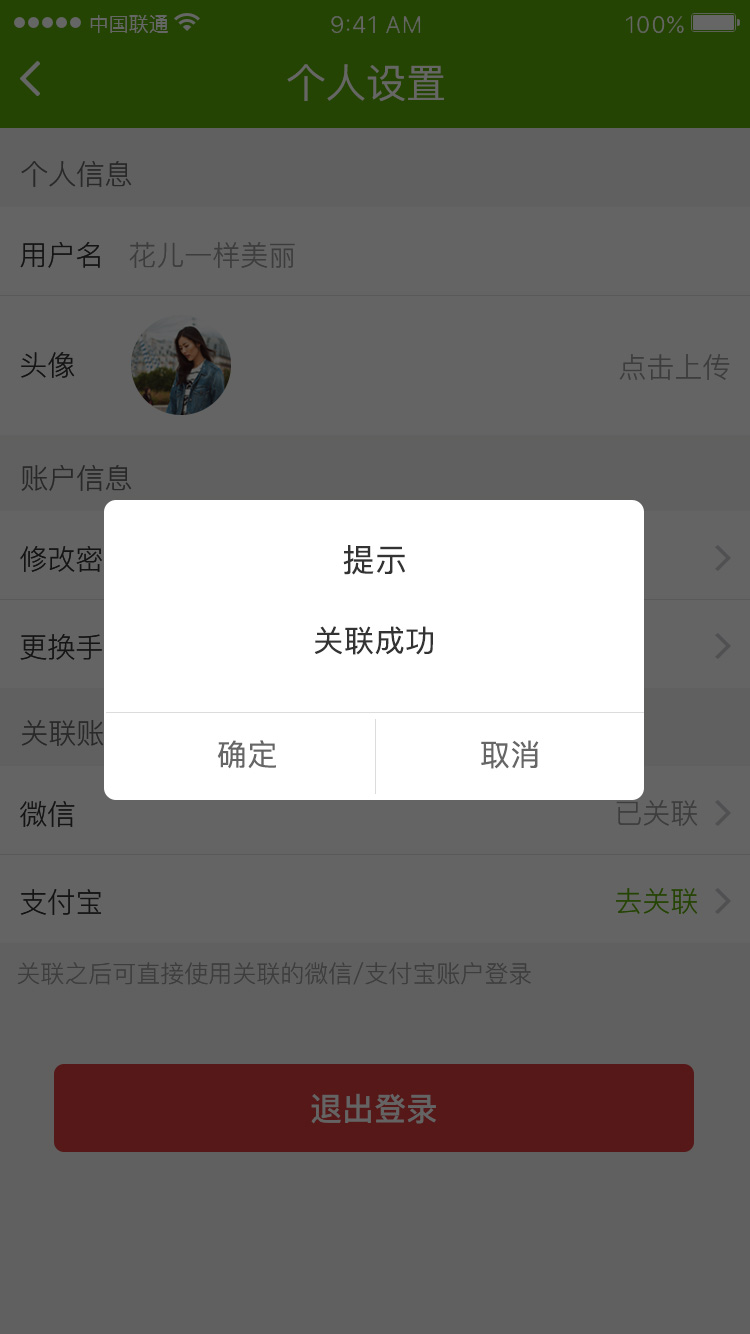 中国联通 9:41 AM 100%
个人设置
个人信息
用户名 花儿一样美丽
头像 点击上传
账户信息
修改密
更换手
关联账
提示
关联成功
确定 取消
微信 已关联
支付宝 去关联
关联之后可直接使用关联的微信/支付宝账户登录
退出登录